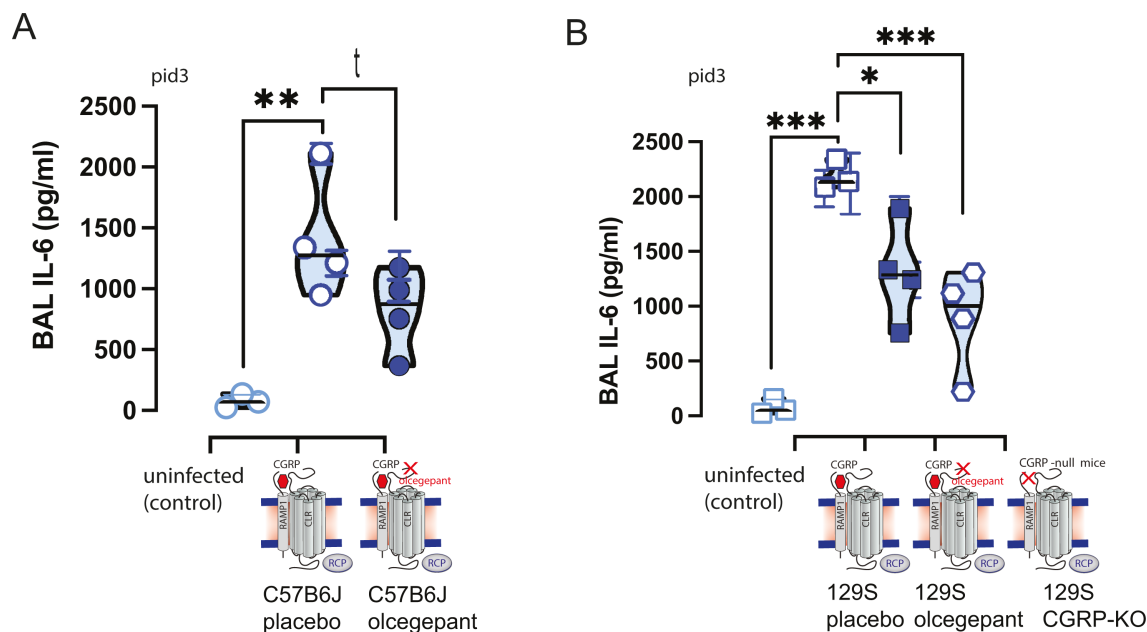 A
pid3
**
t
BAL IL-6 (pg/ml)
2500
2000
1500
1000
500
0
uninfected
(control)
CGRP
RAMP1
CLR
RCP
C57B6J
placebo
CGRP
olcegepant
RAMP1
CLR
RCP
C57B6J
olcegepant
B
pid3
***
*
***
BAL IL-6 (pg/ml)
2500
2000
1500
1000
500
0
uninfected
(control)
CGRP
RAMP1
CLR
RCP
129S
placebo
CGRP
olcegepant
RAMP1
CLR
RCP
129S
olcegepant
CGRP -null mice
RAMP1
CLR
RCP
129S
CGRP-KO